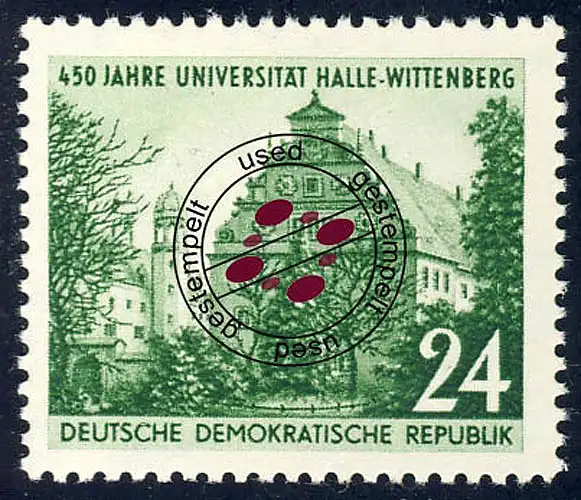 450 JAHRE UNIVERSITÄT HALLE-WITTENBERG
used
gestempelt
used
gestempelt
24
DEUTSCHE DEMOKRATISCHE REPUBLIK